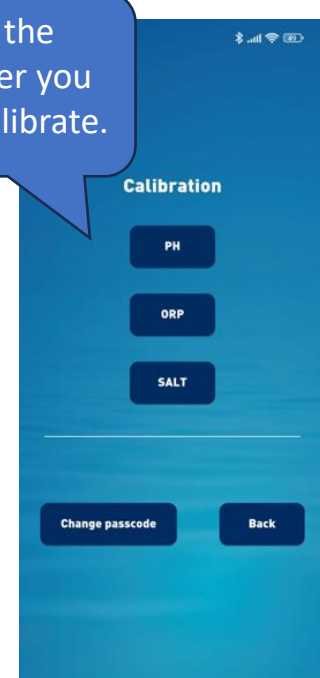 the
er you
librate.
Calibration
PH
ORP
SALT
Change passcode
Back